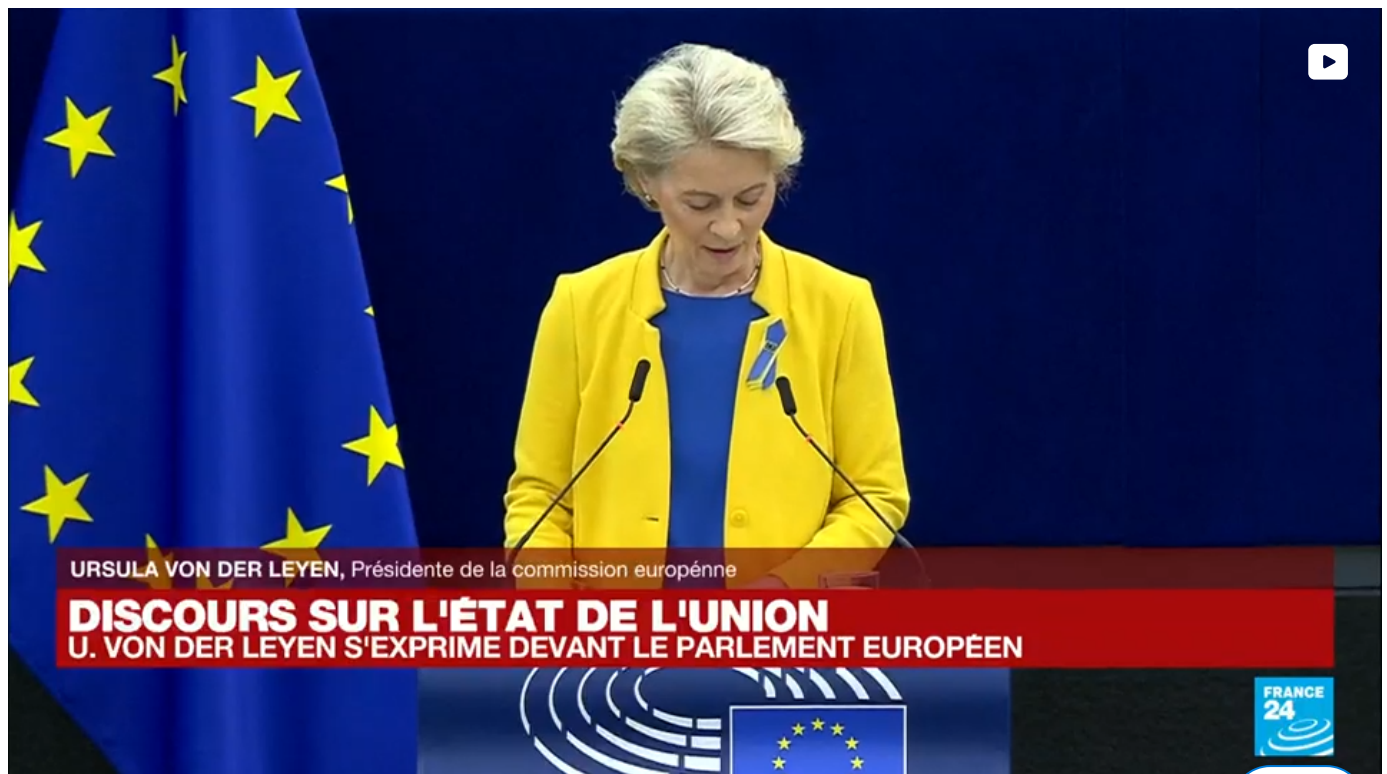 URSULA VON DER LEYEN, Présidente de la commission europénne
DISCOURS SUR L'ÉTAT DE L'UNION
U. VON DER LEYEN S'EXPRIME DEVANT LE PARLEMENT EUROPÉEN
FRANCE
24